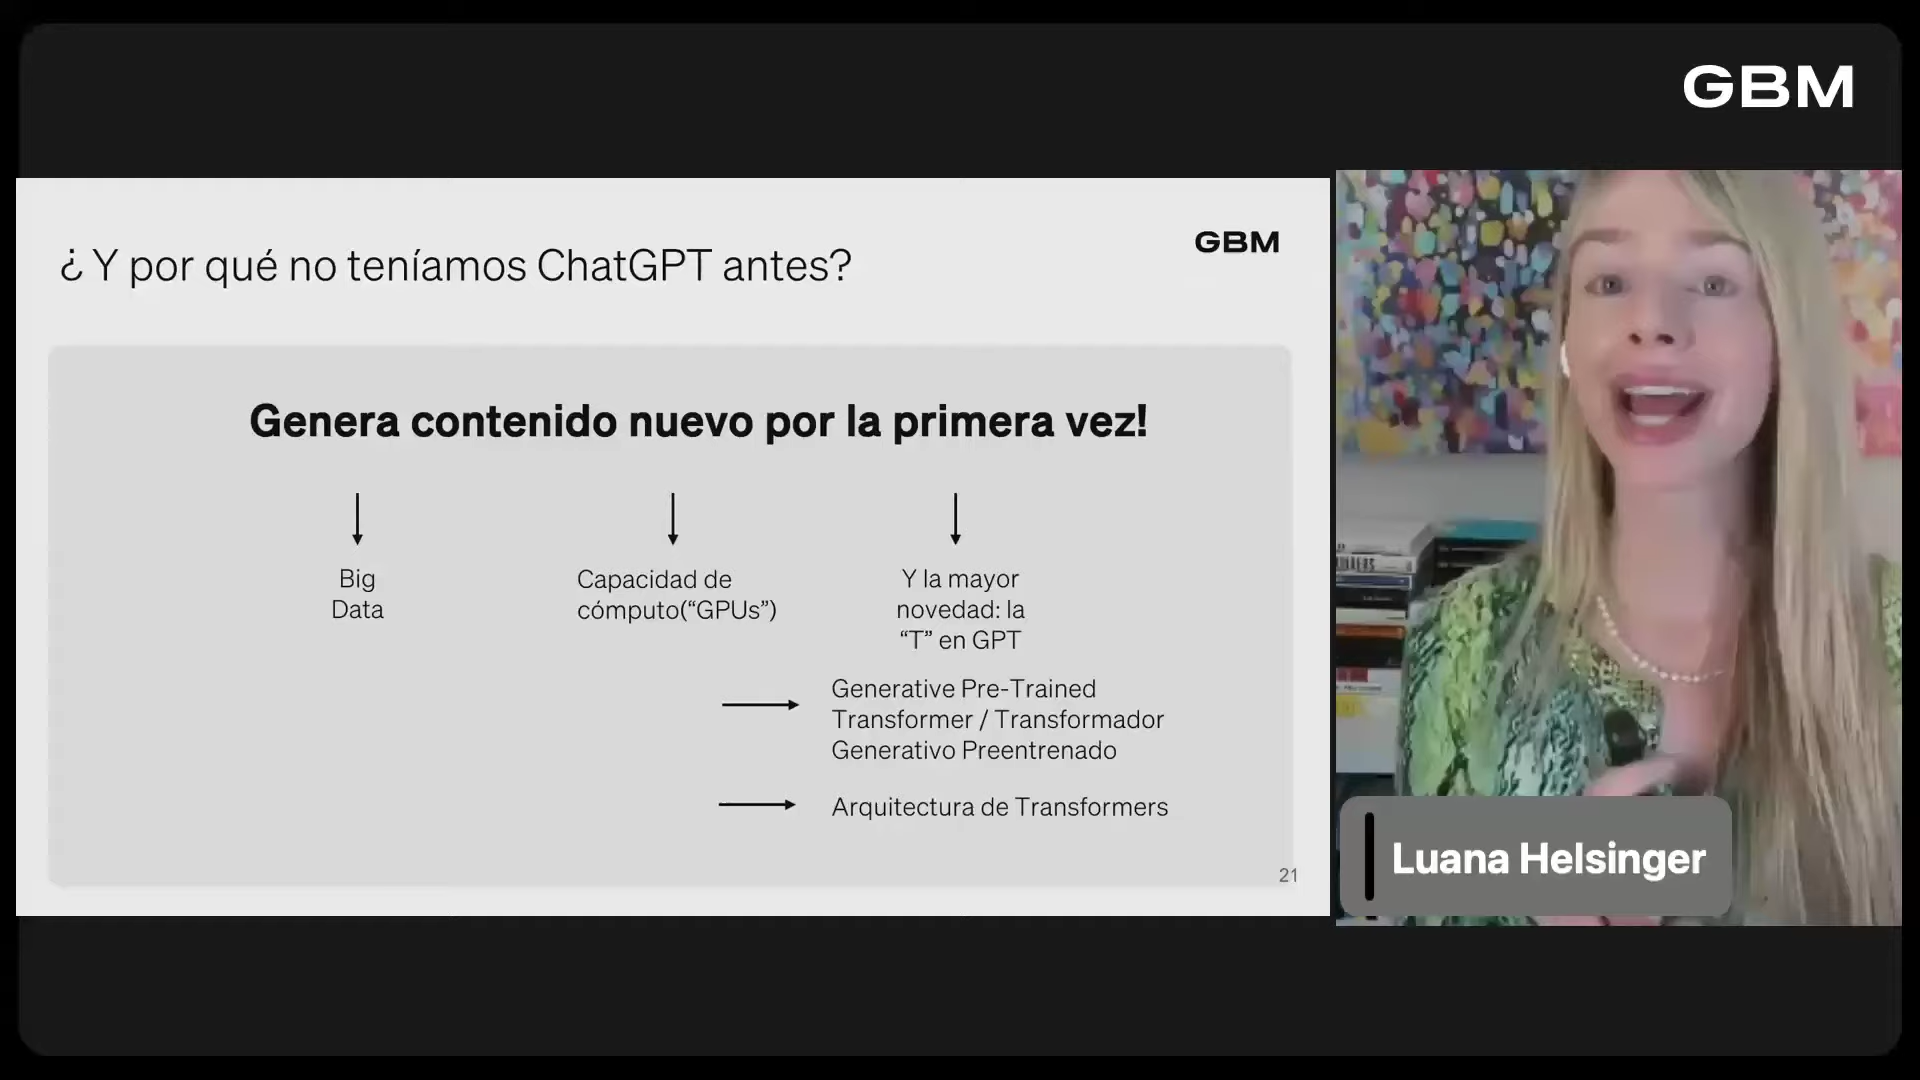 GBM
¿ Y por qué no teníamos ChatGPT antes?
GBM
Genera contenido nuevo por la primera vez!
Big
Data
Capacidad de
cómputo(“GPUs”)
Y la mayor
novedad: la
“T” en GPT
Generative Pre-Trained
Transformer / Transformador
Generativo Preentrenado
Arquitectura de Transformers
21
Luana Helsinger